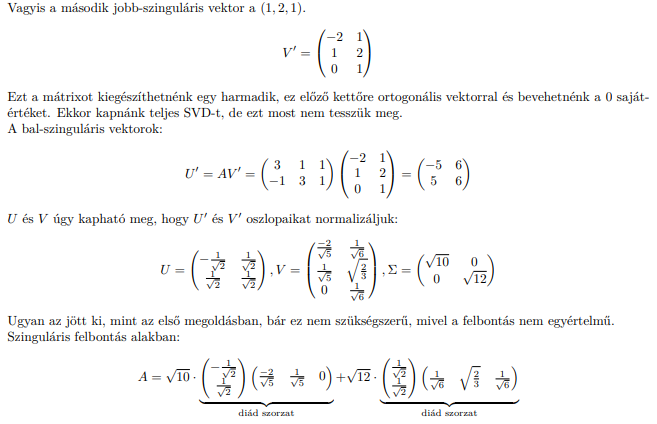 Vagyis a második jobb-szinguláris vektor a (1, 2, 1).
V′ = \begin{pmatrix} -2 & 1 \\ 1 & 2 \\ 0 & 1 \end{pmatrix}
Ezt a mátrixot kiegészíthetnénk egy harmadik, ez előző kettőre ortogonális vektorral és bevehetnénk a 0 saját-
értéket. Ekkor kapnánk teljes SVD-t, de ezt most nem tesszük meg.
A bal-szinguláris vektorok:
U′ = AV′ = \begin{pmatrix} 3 & 1 & 1 \\ -1 & 3 & 1 \end{pmatrix} \begin{pmatrix} -2 & 1 \\ 1 & 2 \\ 0 & 1 \end{pmatrix} = \begin{pmatrix} -5 & 6 \\ 5 & 6 \end{pmatrix}
U és V úgy kapható meg, hogy U′ és V′ oszlopaikat normalizáljuk:
U = \begin{pmatrix} -\frac{1}{\sqrt{2}} & \frac{1}{\sqrt{2}} \\ \frac{1}{\sqrt{2}} & \frac{1}{\sqrt{2}} \end{pmatrix}, V = \begin{pmatrix} \frac{-2}{\sqrt{5}} & \frac{1}{\sqrt{6}} \\ \frac{1}{\sqrt{5}} & \sqrt{\frac{2}{3}} \\ 0 & \frac{1}{\sqrt{6}} \end{pmatrix}, Σ = \begin{pmatrix} \sqrt{10} & 0 \\ 0 & \sqrt{12} \end{pmatrix}
Ugyan az jött ki, mint az első megoldásban, bár ez nem szükségszerű, mivel a felbontás nem egyértelmű.
Szinguláris felbontás alakban:
A = \sqrt{10} · \begin{pmatrix} -\frac{1}{\sqrt{2}} \\ \frac{1}{\sqrt{2}} \end{pmatrix} \begin{pmatrix} \frac{-2}{\sqrt{5}} & \frac{1}{\sqrt{5}} & 0 \end{pmatrix} + \sqrt{12} · \begin{pmatrix} \frac{1}{\sqrt{2}} \\ \frac{1}{\sqrt{2}} \end{pmatrix} \begin{pmatrix} \frac{1}{\sqrt{6}} & \sqrt{\frac{2}{3}} & \frac{1}{\sqrt{6}} \end{pmatrix}
diád szorzat diád szorzat